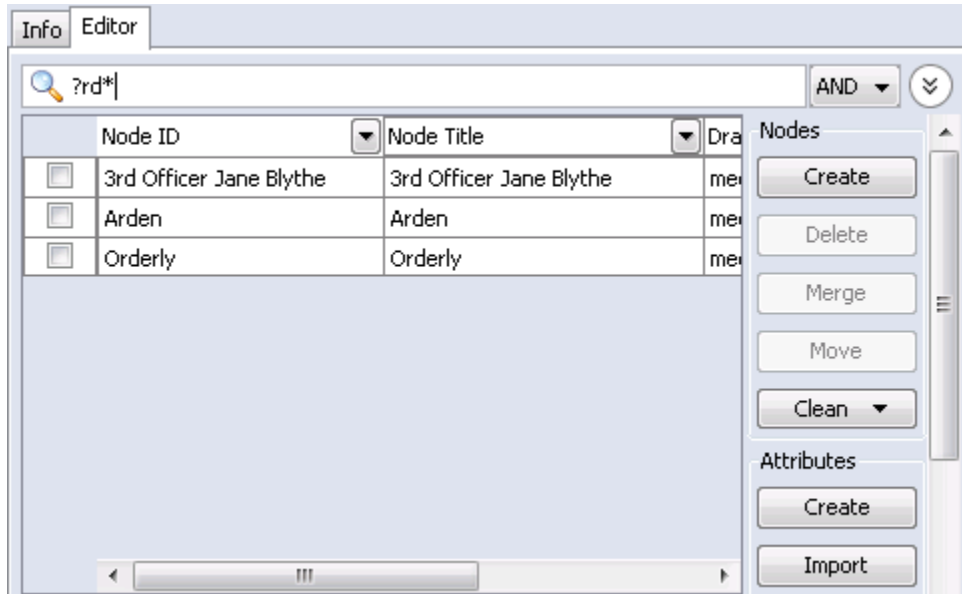 Info Editor
?rd* AND
Node ID Node Title Dra
3rd Officer Jane Blythe 3rd Officer Jane Blythe
Arden Arden
Orderly Orderly
Nodes
Create
Delete
Merge
Move
Clean
Attributes
Create
Import